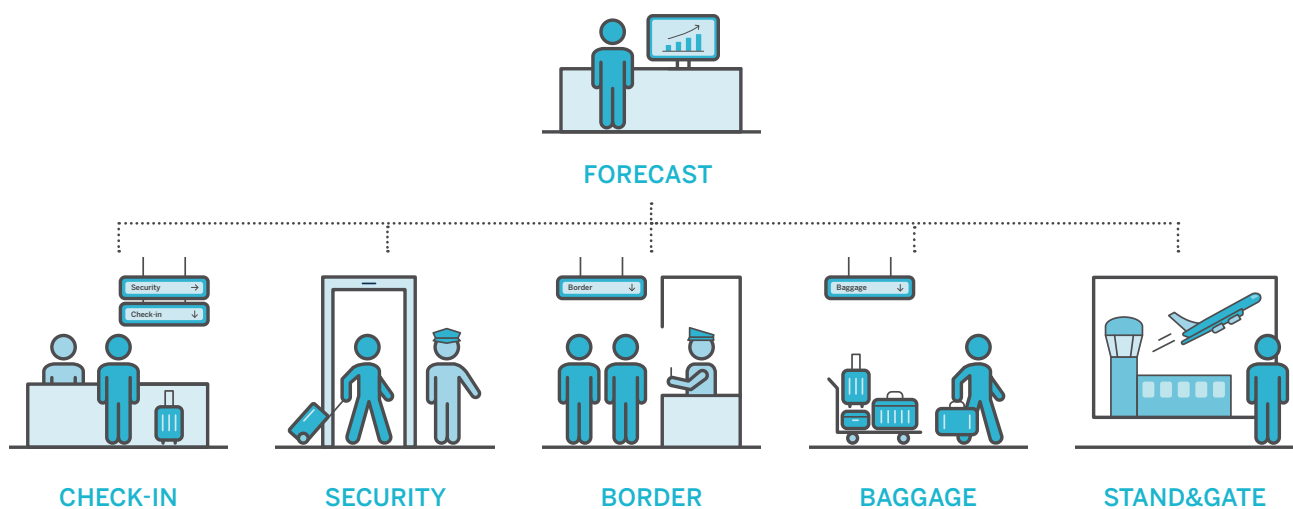 FORECAST
Security →
Check-in ↓
Border ↓
Baggage ↓
CHECK-IN
SECURITY
BORDER
BAGGAGE
STAND&GATE